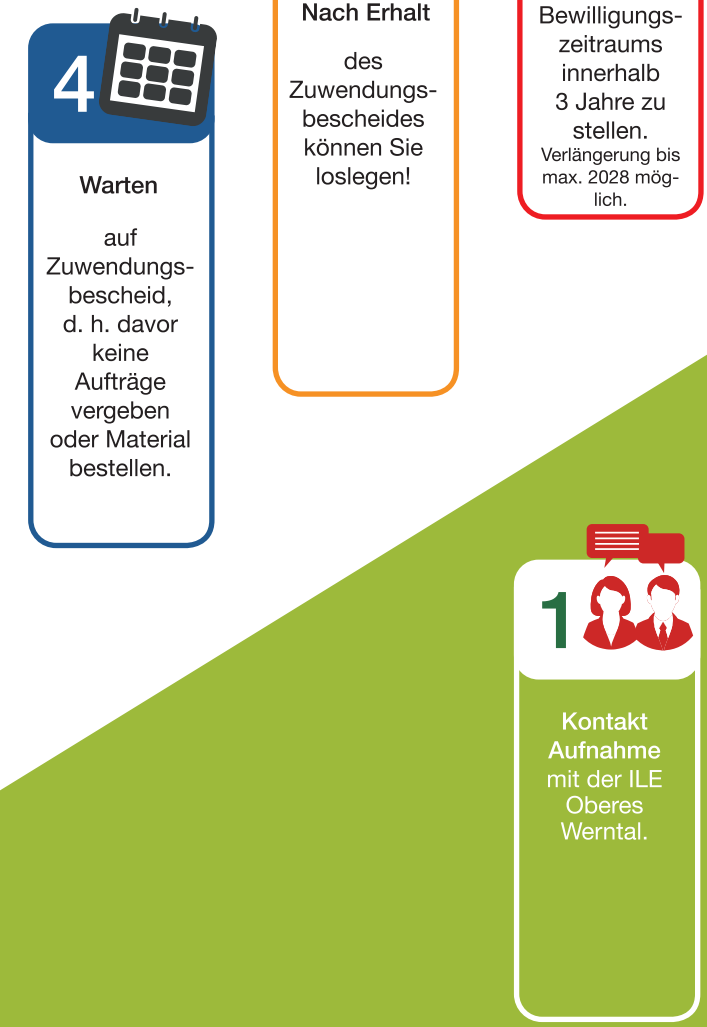 4
Warten
auf
Zuwendungs-
bescheid,
d. h. davor
keine
Aufträge
vergeben
oder Material
bestellen.
Nach Erhalt
des
Zuwendungs-
bescheides
können Sie
loslegen!
Bewilligungs-
zeitraums
innerhalb
3 Jahre zu
stellen.
Verlängerung bis
max. 2028 mög-
lich.
1
Kontakt
Aufnahme
mit der ILE
Oberes
Werntal.